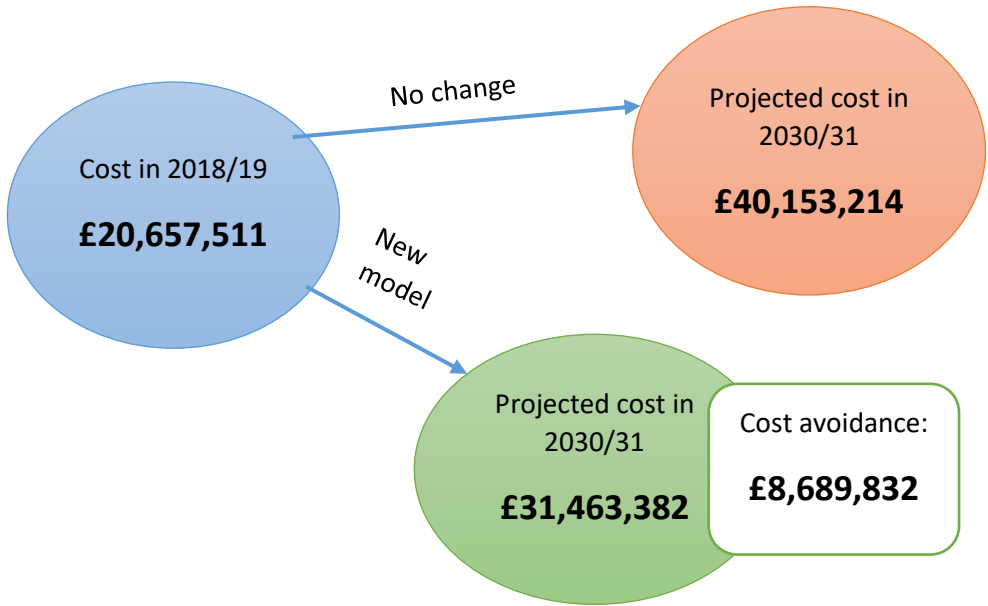 Cost in 2018/19
£20,657,511
No change
Projected cost in
2030/31
£40,153,214
New
model
Projected cost in
2030/31
£31,463,382
Cost avoidance:
£8,689,832